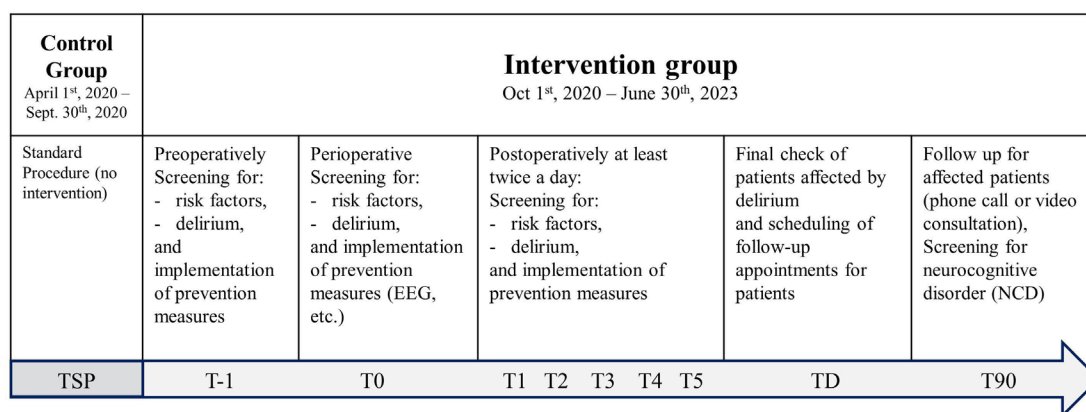 Control
Group
April 1st, 2020 –
Sept. 30th, 2020
Intervention group
Oct 1st, 2020 – June 30th, 2023
Standard
Procedure (no
intervention)
Preoperatively
Screening for:
- risk factors,
- delirium,
and
implementation
of prevention
measures
Perioperative
Screening for:
- risk factors,
- delirium,
and implementation
of prevention
measures (EEG,
etc.)
Postoperatively at least
twice a day:
Screening for:
- risk factors,
- delirium,
and implementation of
prevention measures
Final check of
patients affected by
delirium
and scheduling of
follow-up
appointments for
patients
Follow up for
affected patients
(phone call or video
consultation),
Screening for
neurocognitive
disorder (NCD)
TSP T-1 T0 T1 T2 T3 T4 T5 TD T90